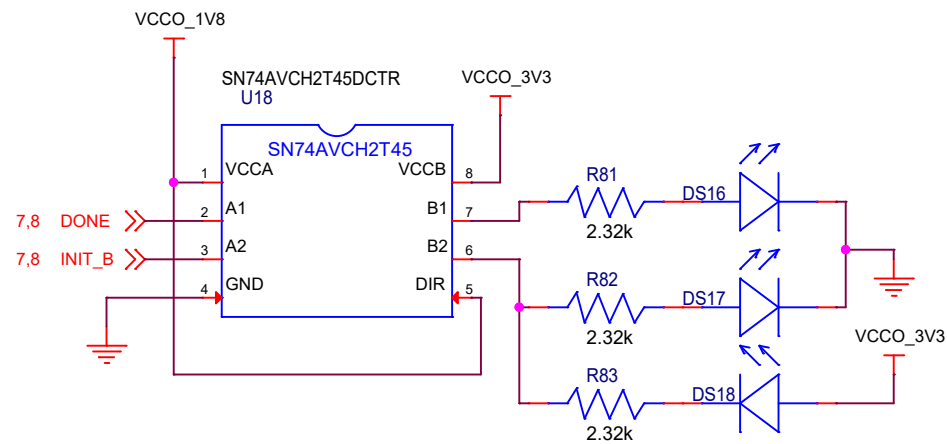 VCCO_1V8
SN74AVCH2T45DCTR
U18
VCCO_3V3
SN74AVCH2T45
1 VCCA VCCB 8
7,8 DONE 2 A1 B1 7
7,8 INIT_B 3 A2 B2 6
4 GND DIR 5
R81
DS16
2.32k
R82
DS17
2.32k
VCCO_3V3
R83
DS18
2.32k